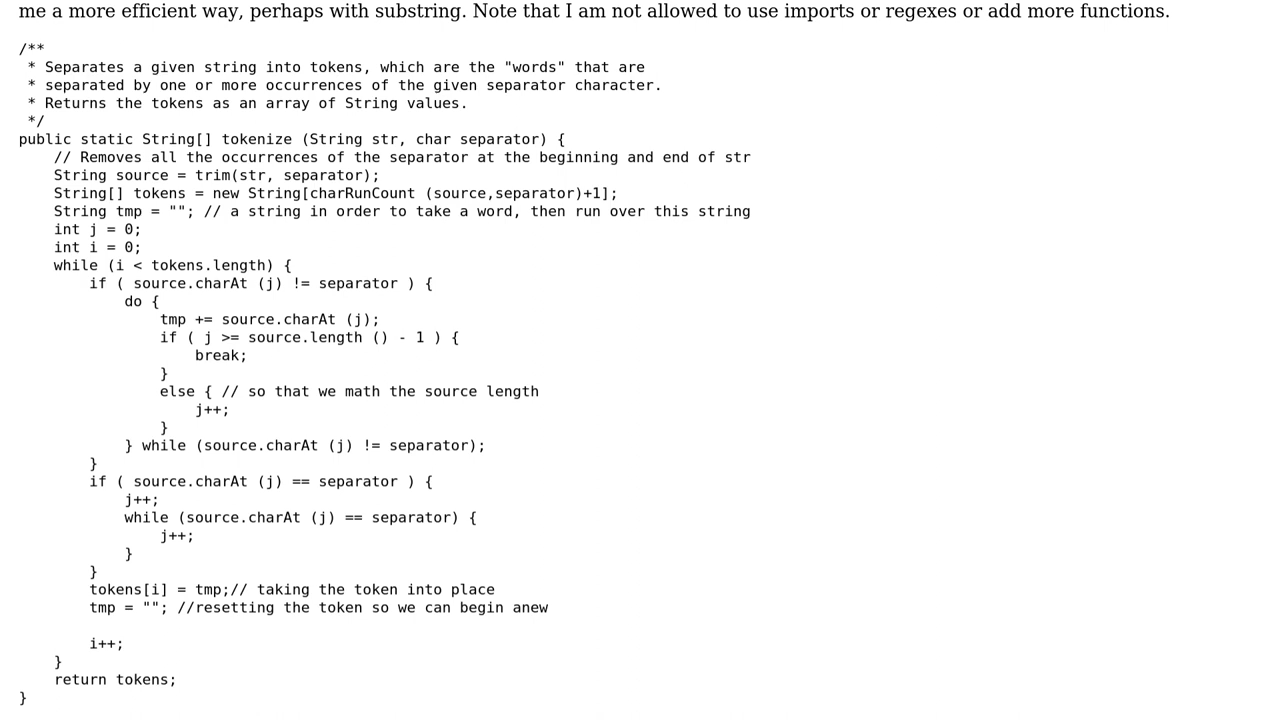 me a more efficient way, perhaps with substring. Note that I am not allowed to use imports or regexes or add more functions.
/**
 * Separates a given string into tokens, which are the "words" that are
 * separated by one or more occurrences of the given separator character.
 * Returns the tokens as an array of String values.
 */
public static String[] tokenize (String str, char separator) {
    // Removes all the occurrences of the separator at the beginning and end of str
    String source = trim(str, separator);
    String[] tokens = new String[charRunCount (source,separator)+1];
    String tmp = ""; // a string in order to take a word, then run over this string
    int j = 0;
    int i = 0;
    while (i < tokens.length) {
        if ( source.charAt (j) != separator ) {
            do {
                tmp += source.charAt (j);
                if ( j >= source.length () - 1 ) {
                    break;
                }
                else { // so that we math the source length
                    j++;
                }
            } while (source.charAt (j) != separator);
        }
        if ( source.charAt (j) == separator ) {
            j++;
            while (source.charAt (j) == separator) {
                j++;
            }
        }
        tokens[i] = tmp;// taking the token into place
        tmp = ""; //resetting the token so we can begin anew
        i++;
    }
    return tokens;
}